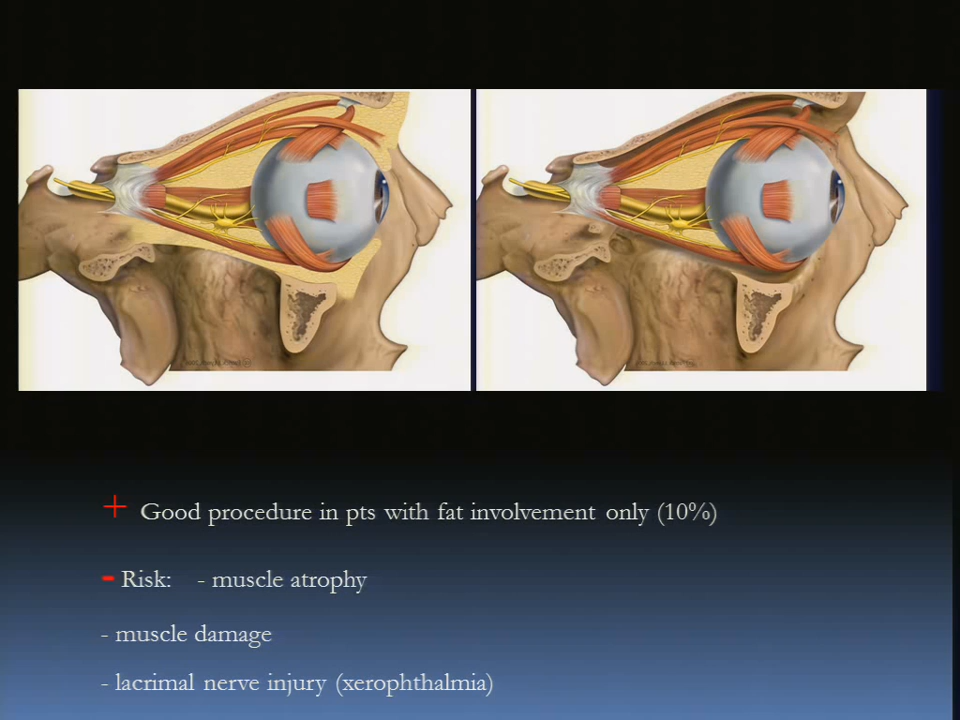 + Good procedure in pts with fat involvement only (10%)
- Risk: - muscle atrophy
- muscle damage
- lacrimal nerve injury (xerophthalmia)